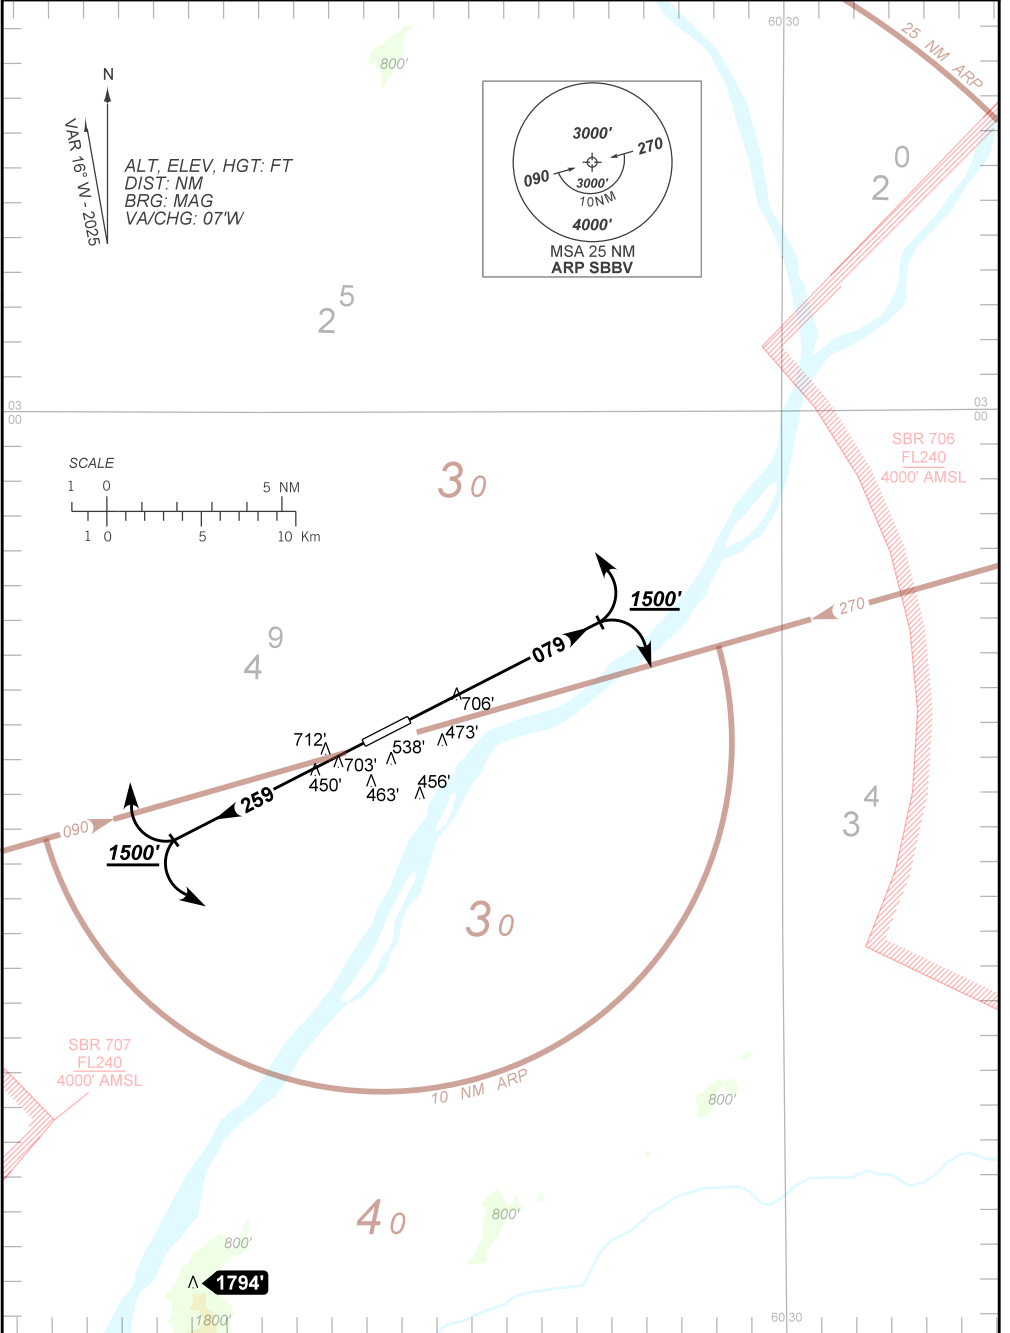 60 30
25 NM ARP
800'
N
VAR 16° W - 2025
ALT, ELEV, HGT: FT
DIST: NM
BRG: MAG
VA/CHG: 07'W
3000'
270
090
3000'
10NM
4000'
MSA 25 NM
ARP SBBV
2 0
2 5
03
00
03
00
SBR 706
FL240
4000' AMSL
SCALE
1 0 5 NM
1 0 5 10 Km
3 0
1500'
270
079
4 9
706'
712'
473'
538'
703'
450'
463'
456'
259
090
1500'
3 4
3 0
SBR 707
FL240
4000' AMSL
10 NM ARP
800'
4 0
800'
800'
1794'
1800'
60 30